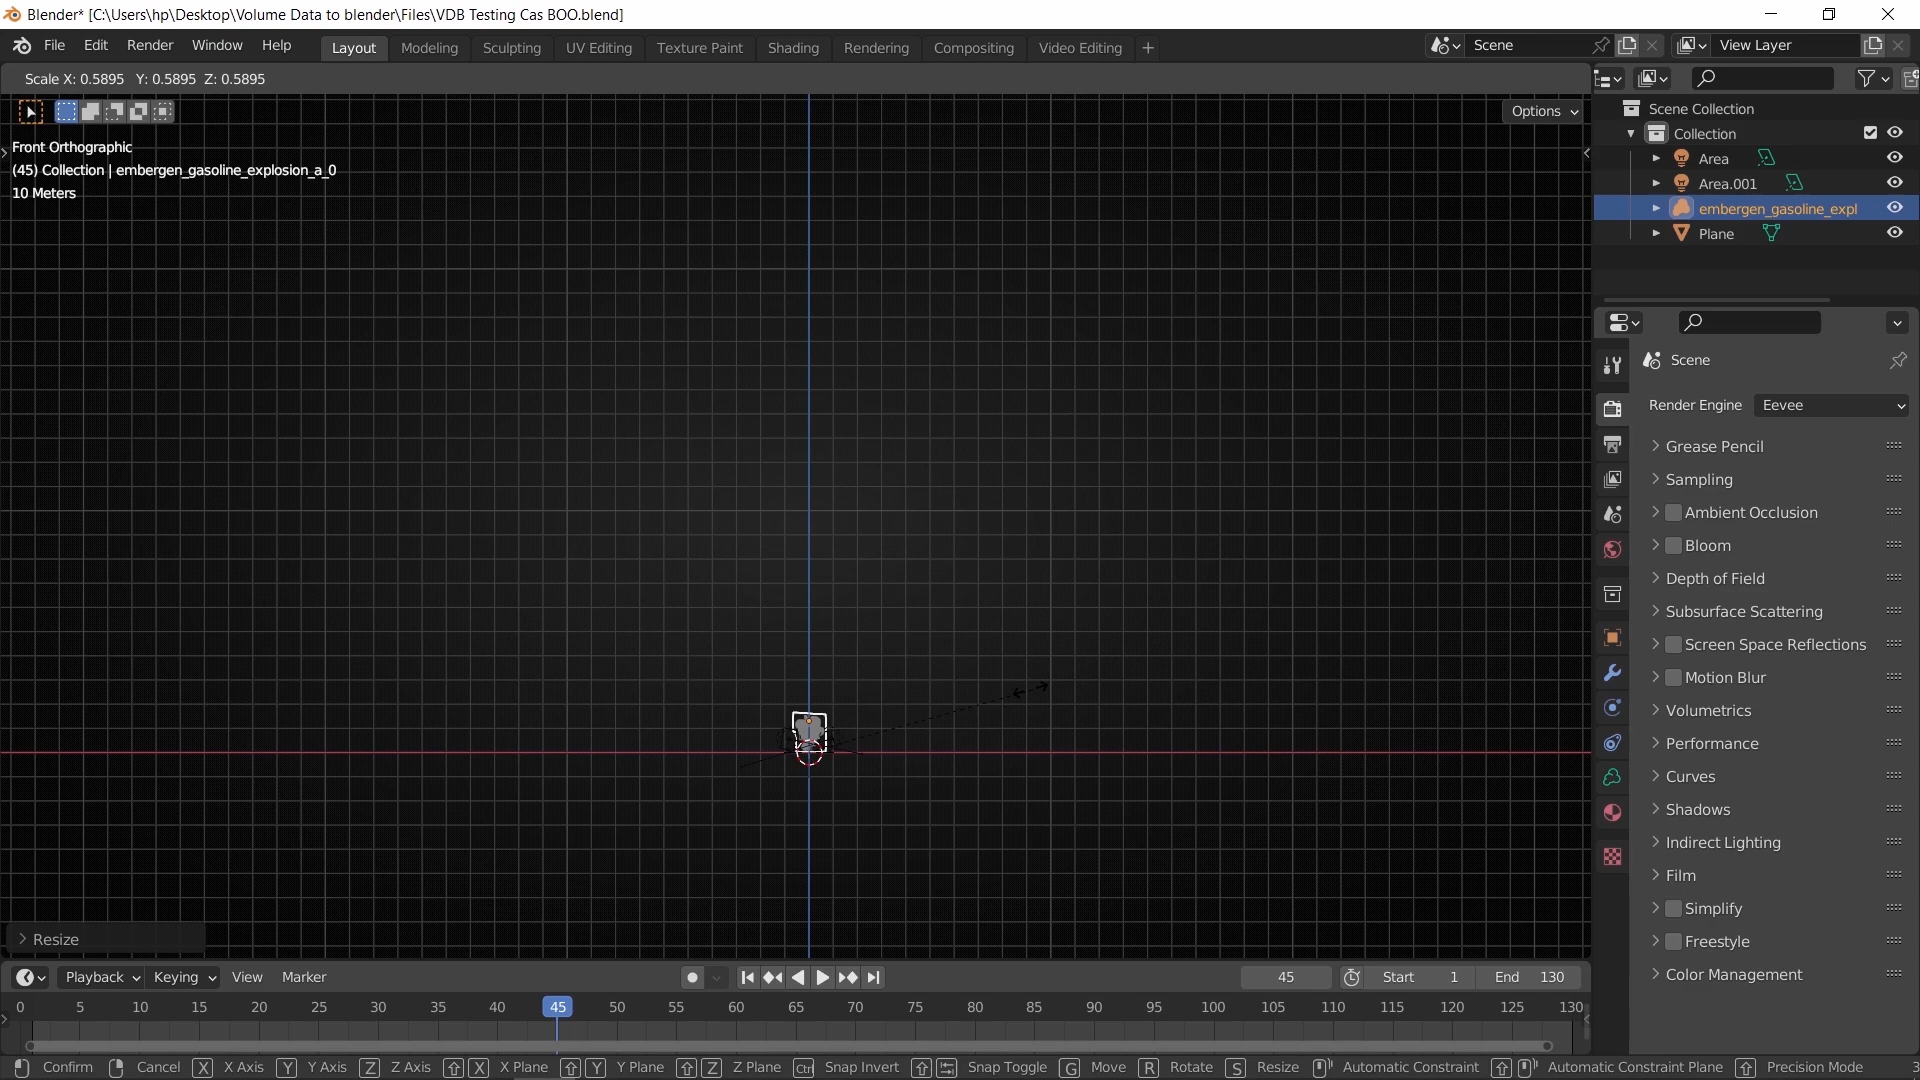 Blender* [C:\Users\hp\Desktop\Volume Data to blender\Files\VDB Testing Cas BOO.blend]
File Edit Render Window Help Layout Modeling Sculpting UV Editing Texture Paint Shading Animation Rendering Compositing Video Editing + Scene View Layer
Scale X: 0.5895 Y: 0.5895 Z: 0.5895
Options
Front Orthographic
(45) Collection | embergen_gasoline_explosion_a_0
10 Meters
Scene Collection
Collection
Area
Area.001
embergen_gasoline_expl
Plane
Scene
Render Engine Eevee
Grease Pencil
Sampling
Ambient Occlusion
Bloom
Depth of Field
Subsurface Scattering
Screen Space Reflections
Motion Blur
Volumetrics
Performance
Curves
Shadows
Indirect Lighting
Film
Simplify
Freestyle
Color Management
Resize
Playback Keying View Marker 45 Start 1 End 130
0 5 10 15 20 25 30 35 40 45 50 55 60 65 70 75 80 85 90 95 100 105 110 115 120 125 130
Confirm Cancel X X Axis Y Y Axis Z Z Axis X X Plane Y Y Plane Z Z Plane Ctrl Snap Invert Snap Toggle G Move R Rotate S Resize Automatic Constraint Automatic Constraint Plane Precision Mode